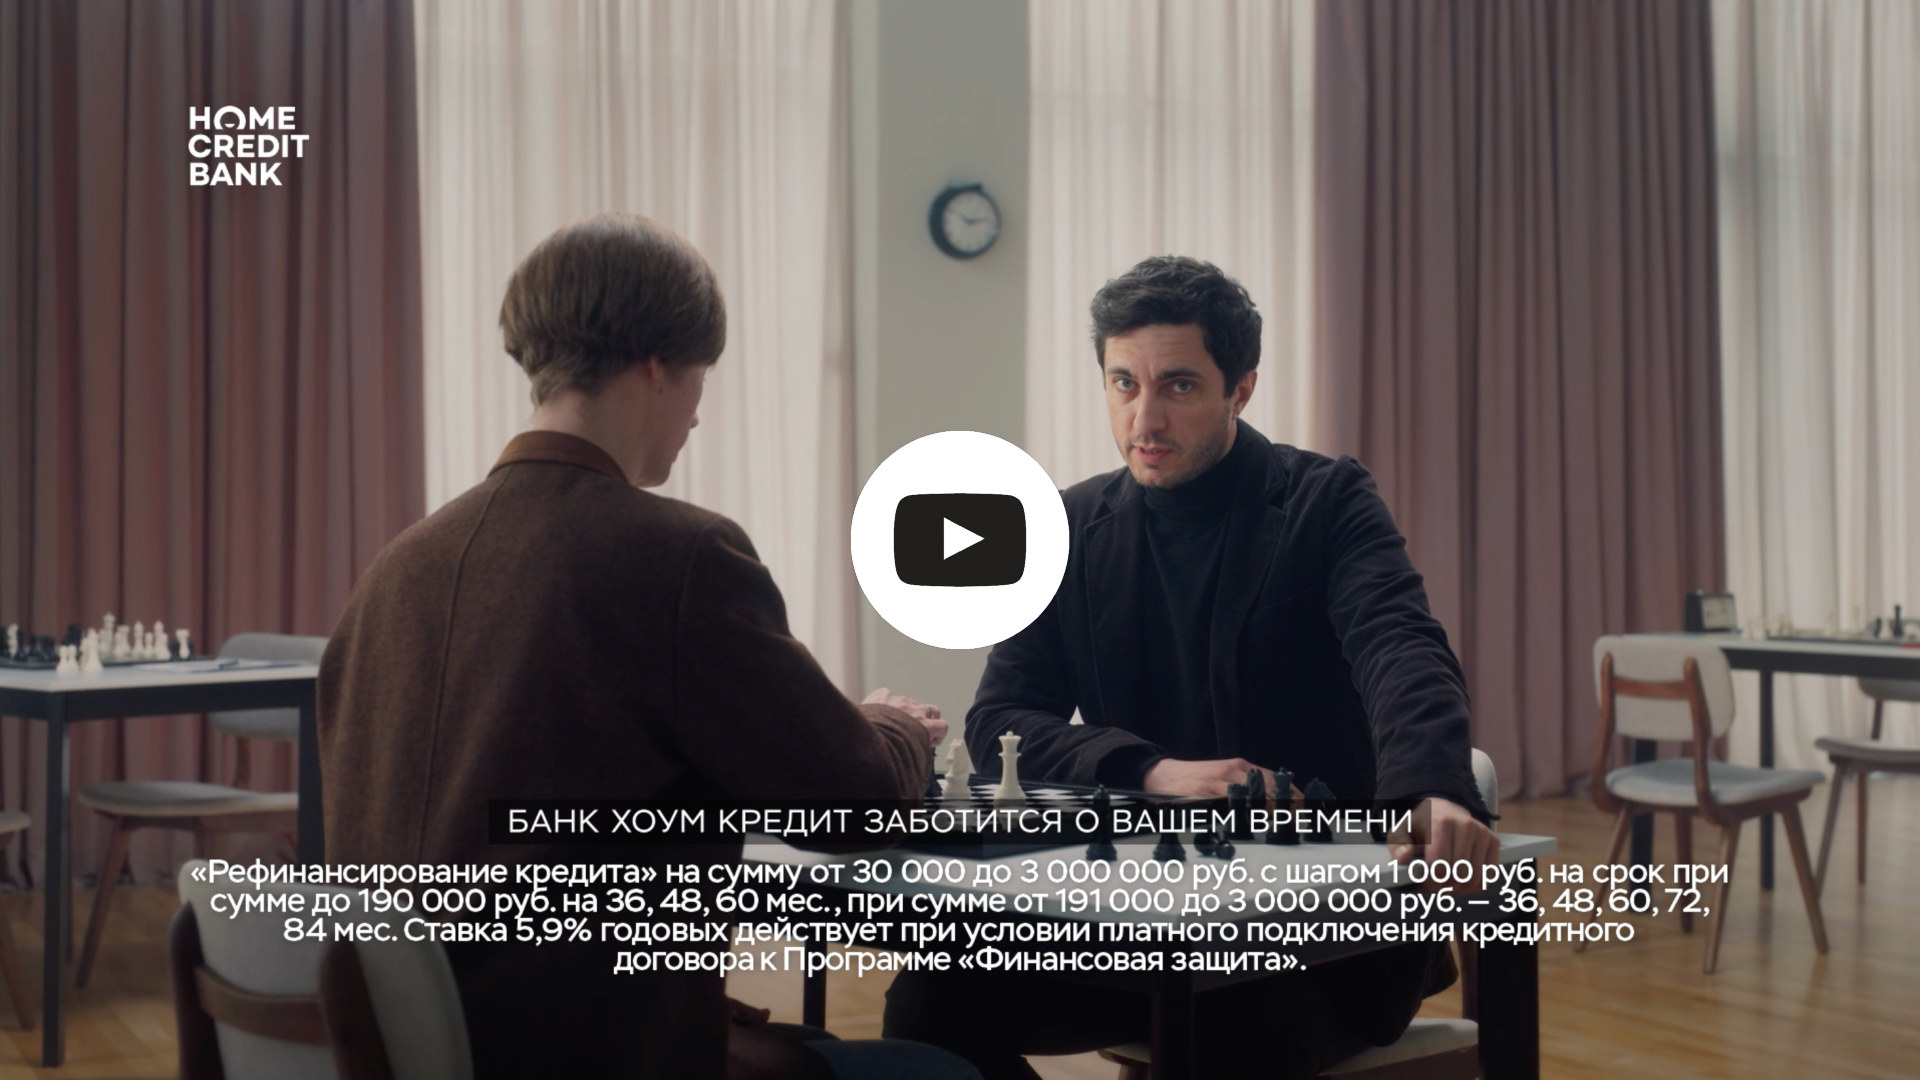 HOME
CREDIT
BANK
БАНК ХОУМ КРЕДИТ ЗАБОТИТСЯ О ВАШЕМ ВРЕМЕНИ
«Рефинансирование кредита» на сумму от 30 000 до 3 000 000 руб. с шагом 1 000 руб. на срок при
сумме до 190 000 руб. на 36, 48, 60 мес., при сумме от 191 000 до 3 000 000 руб. – 36, 48, 60, 72,
84 мес. Ставка 5,9% годовых действует при условии платного подключения кредитного
договора к Программе «Финансовая защита».